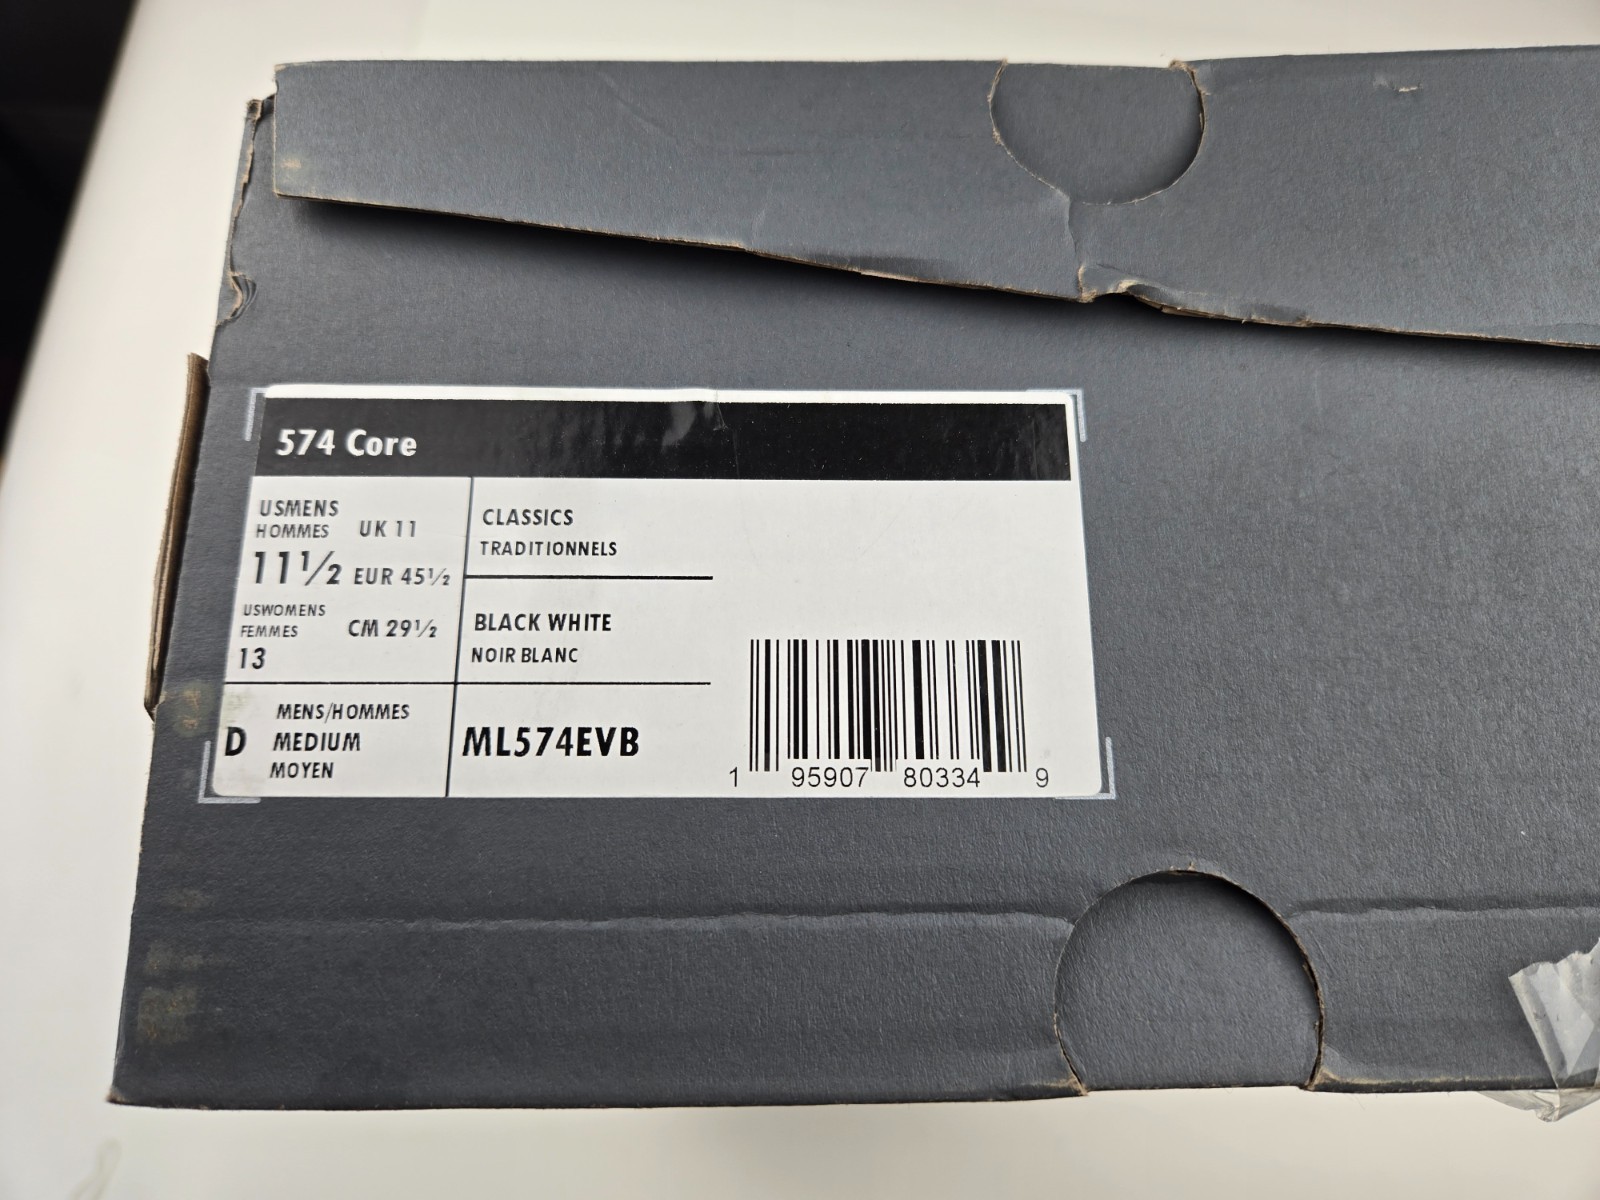 574 Core
USMENS
HOMMES UK 11
11½ EUR 45½
USWOMENS
FEMMES CM 29½
13
D MENS/HOMMES
MEDIUM
MOYEN
CLASSICS
TRADITIONNELS
BLACK WHITE
NOIR BLANC
ML574EVB
1 95907 80334 9